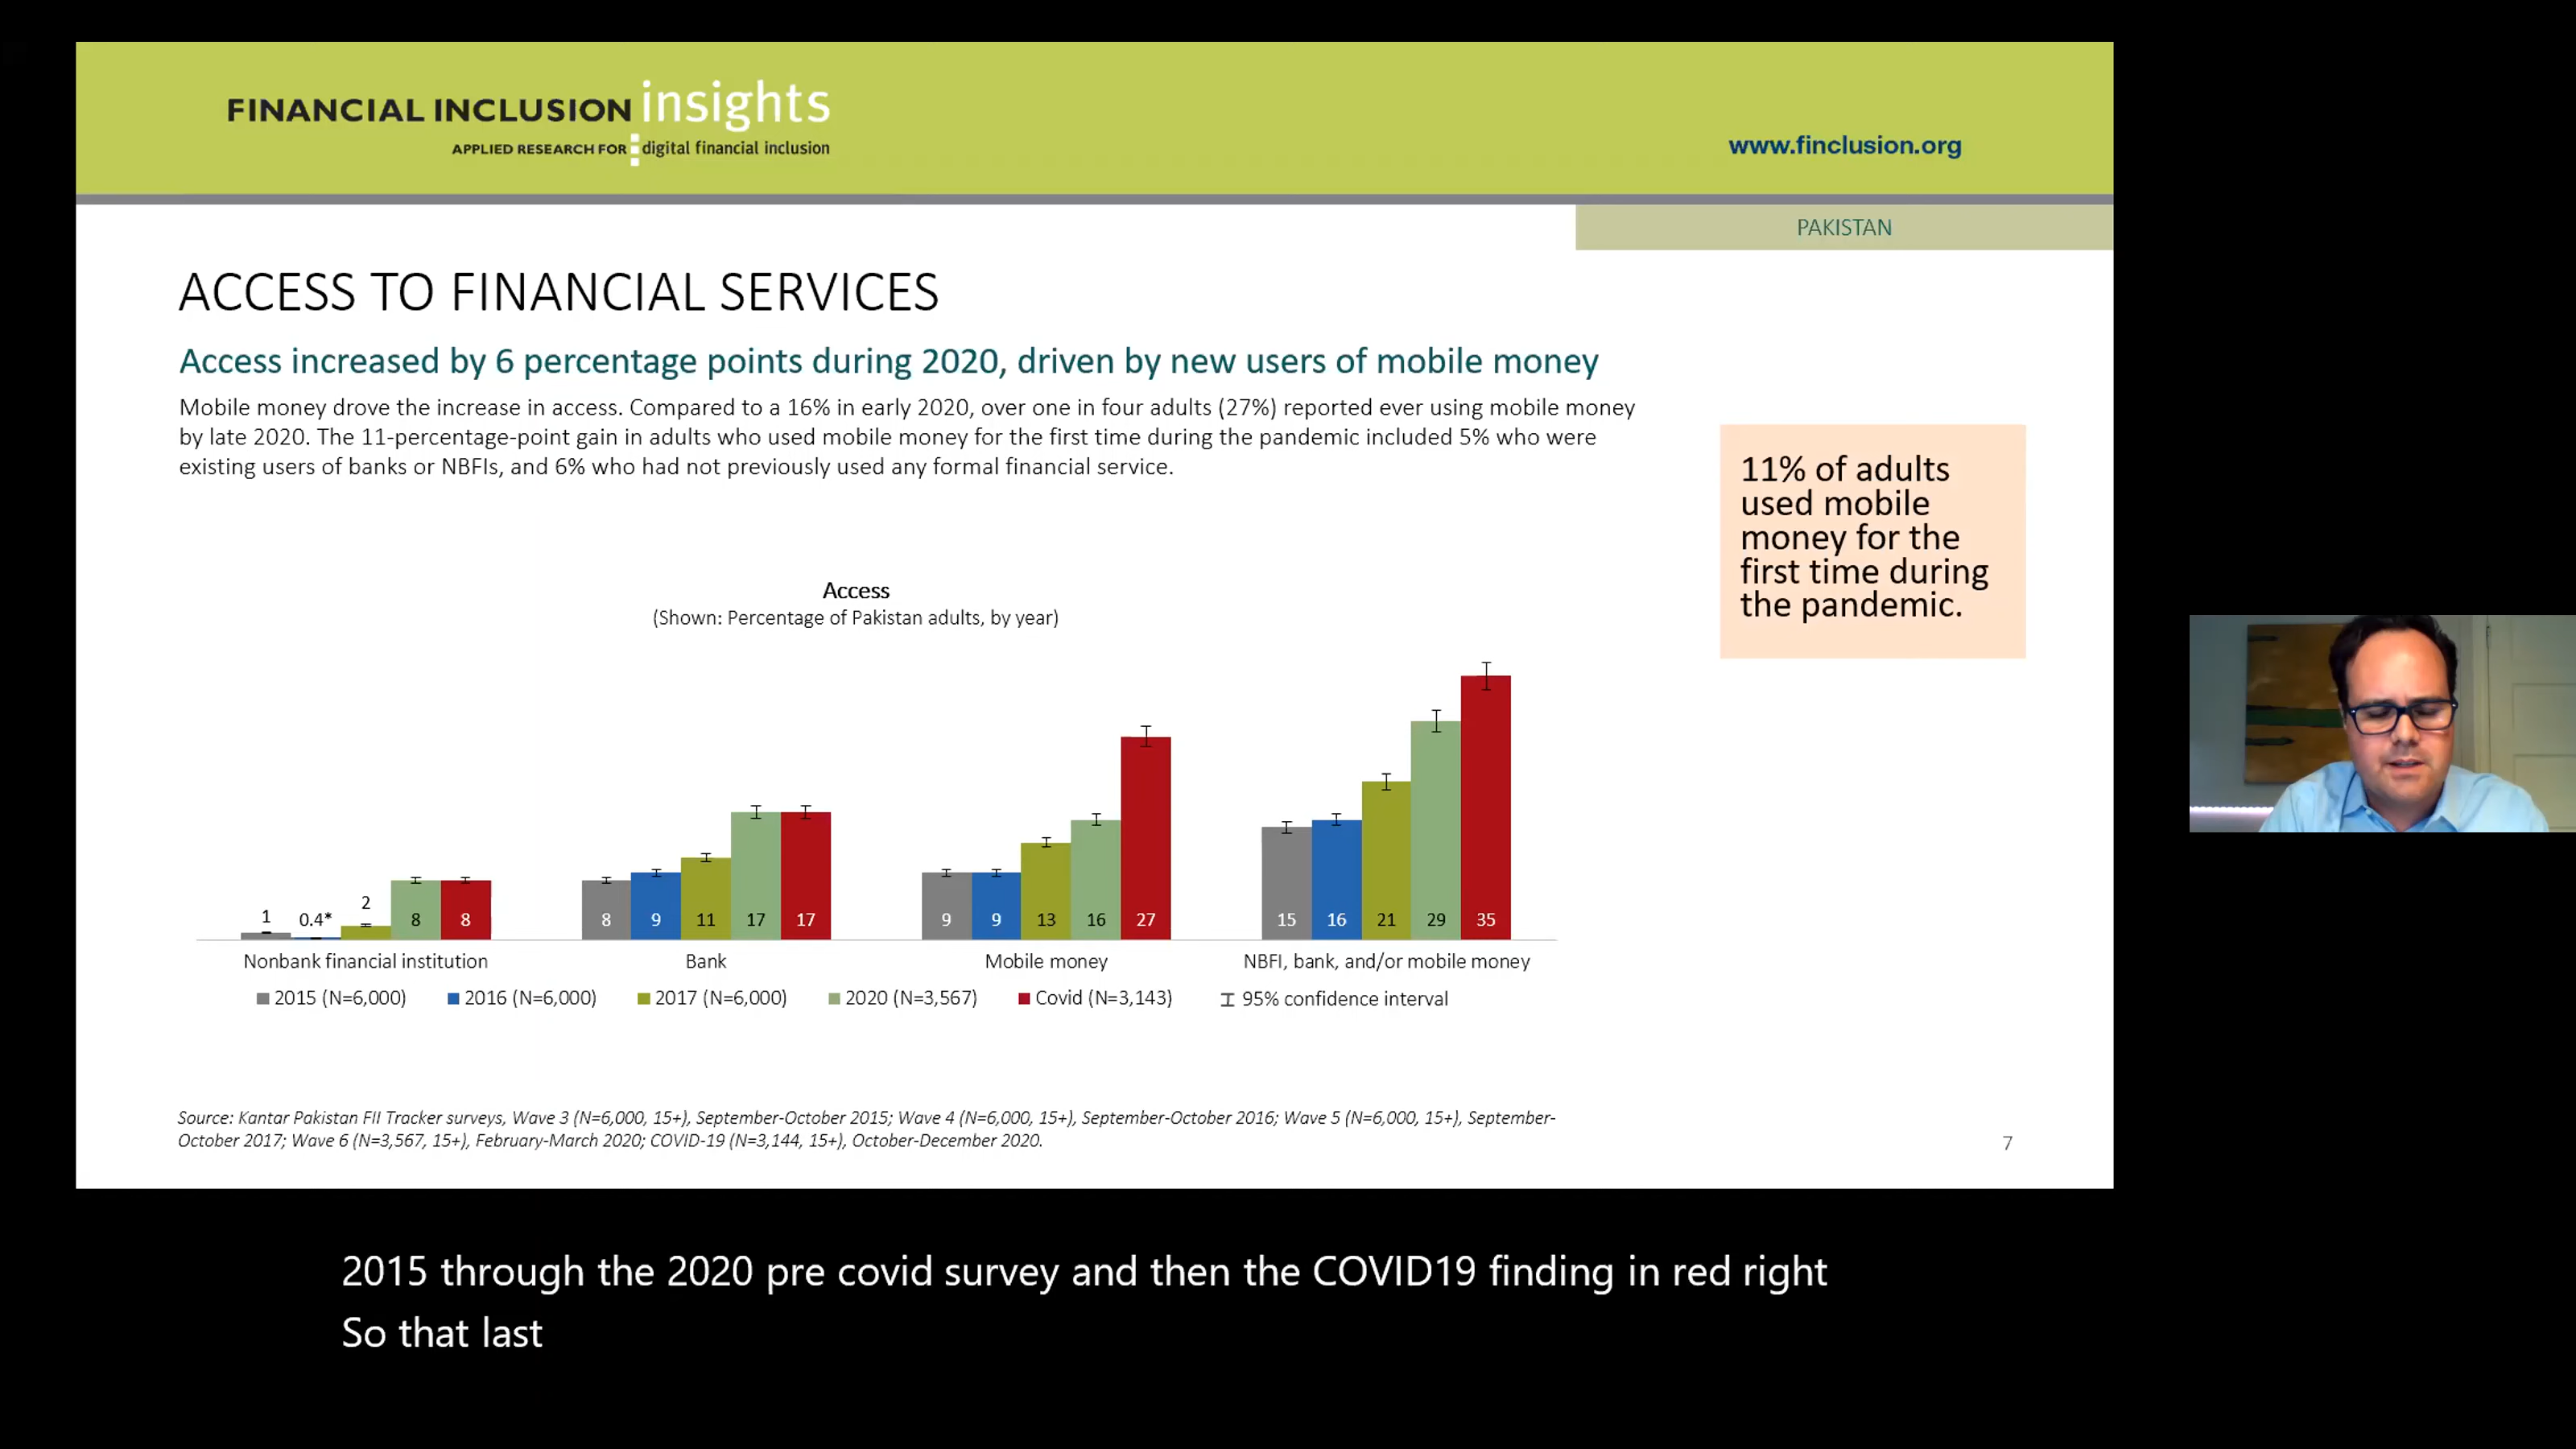 FINANCIAL INCLUSION insights
APPLIED RESEARCH FOR digital financial inclusion
www.finclusion.org
PAKISTAN
ACCESS TO FINANCIAL SERVICES
Access increased by 6 percentage points during 2020, driven by new users of mobile money
Mobile money drove the increase in access. Compared to a 16% in early 2020, over one in four adults (27%) reported ever using mobile money
by late 2020. The 11-percentage-point gain in adults who used mobile money for the first time during the pandemic included 5% who were
existing users of banks or NBFIs, and 6% who had not previously used any formal financial service.
11% of adults
used mobile
money for the
first time during
the pandemic.
Access
(Shown: Percentage of Pakistan adults, by year)
1 0.4* 2 8 8
8 9 11 17 17
9 9 13 16 27
15 16 21 29 35
Nonbank financial institution
Bank
Mobile money
NBFI, bank, and/or mobile money
2015 (N=6,000) 2016 (N=6,000) 2017 (N=6,000) 2020 (N=3,567) Covid (N=3,143) 95% confidence interval
Source: Kantar Pakistan FII Tracker surveys, Wave 3 (N=6,000, 15+), September-October 2015; Wave 4 (N=6,000, 15+), September-October 2016; Wave 5 (N=6,000, 15+), September-
October 2017; Wave 6 (N=3,567, 15+), February-March 2020; COVID-19 (N=3,144, 15+), October-December 2020.
7
2015 through the 2020 pre covid survey and then the COVID19 finding in red right
So that last